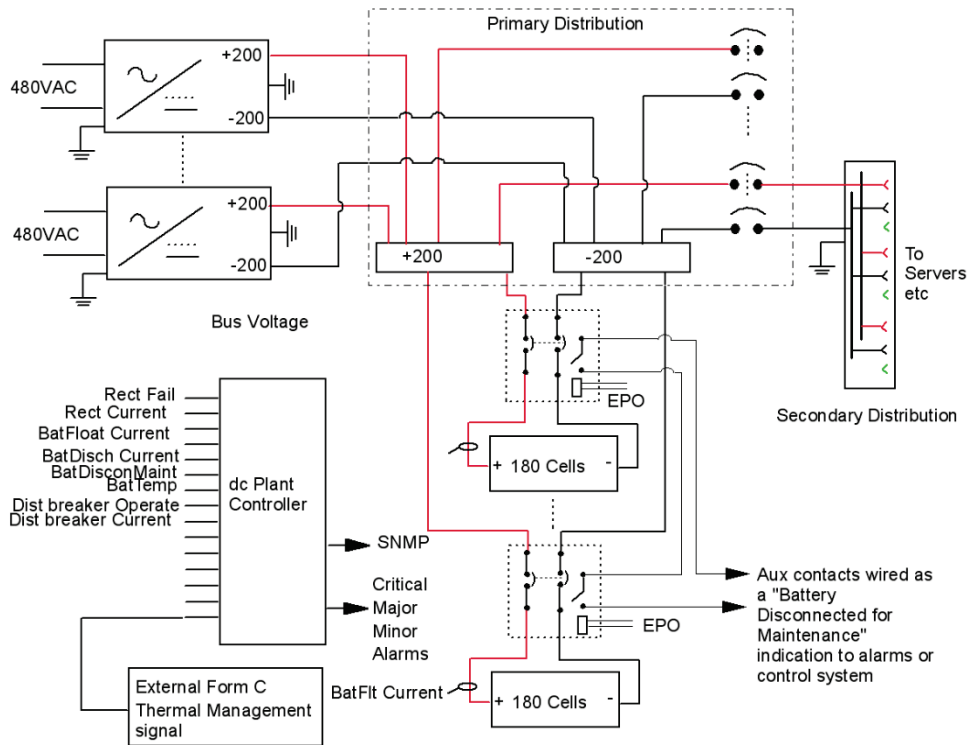 Primary Distribution
480VAC
+200
-200
480VAC
+200
-200
+200
-200
To
Servers
etc
Secondary Distribution
Bus Voltage
EPO
+ 180 Cells -
Rect Fail
Rect Current
BatFloat Current
BatDisch Current
BatDisconMaint
BatTemp
Dist breaker Operate
Dist breaker Current
dc Plant
Controller
SNMP
Critical
Major
Minor
Alarms
EPO
Aux contacts wired as
a "Battery
Disconnected for
Maintenance"
indication to alarms or
control system
External Form C
Thermal Management
signal
BatFlt Current
+ 180 Cells -